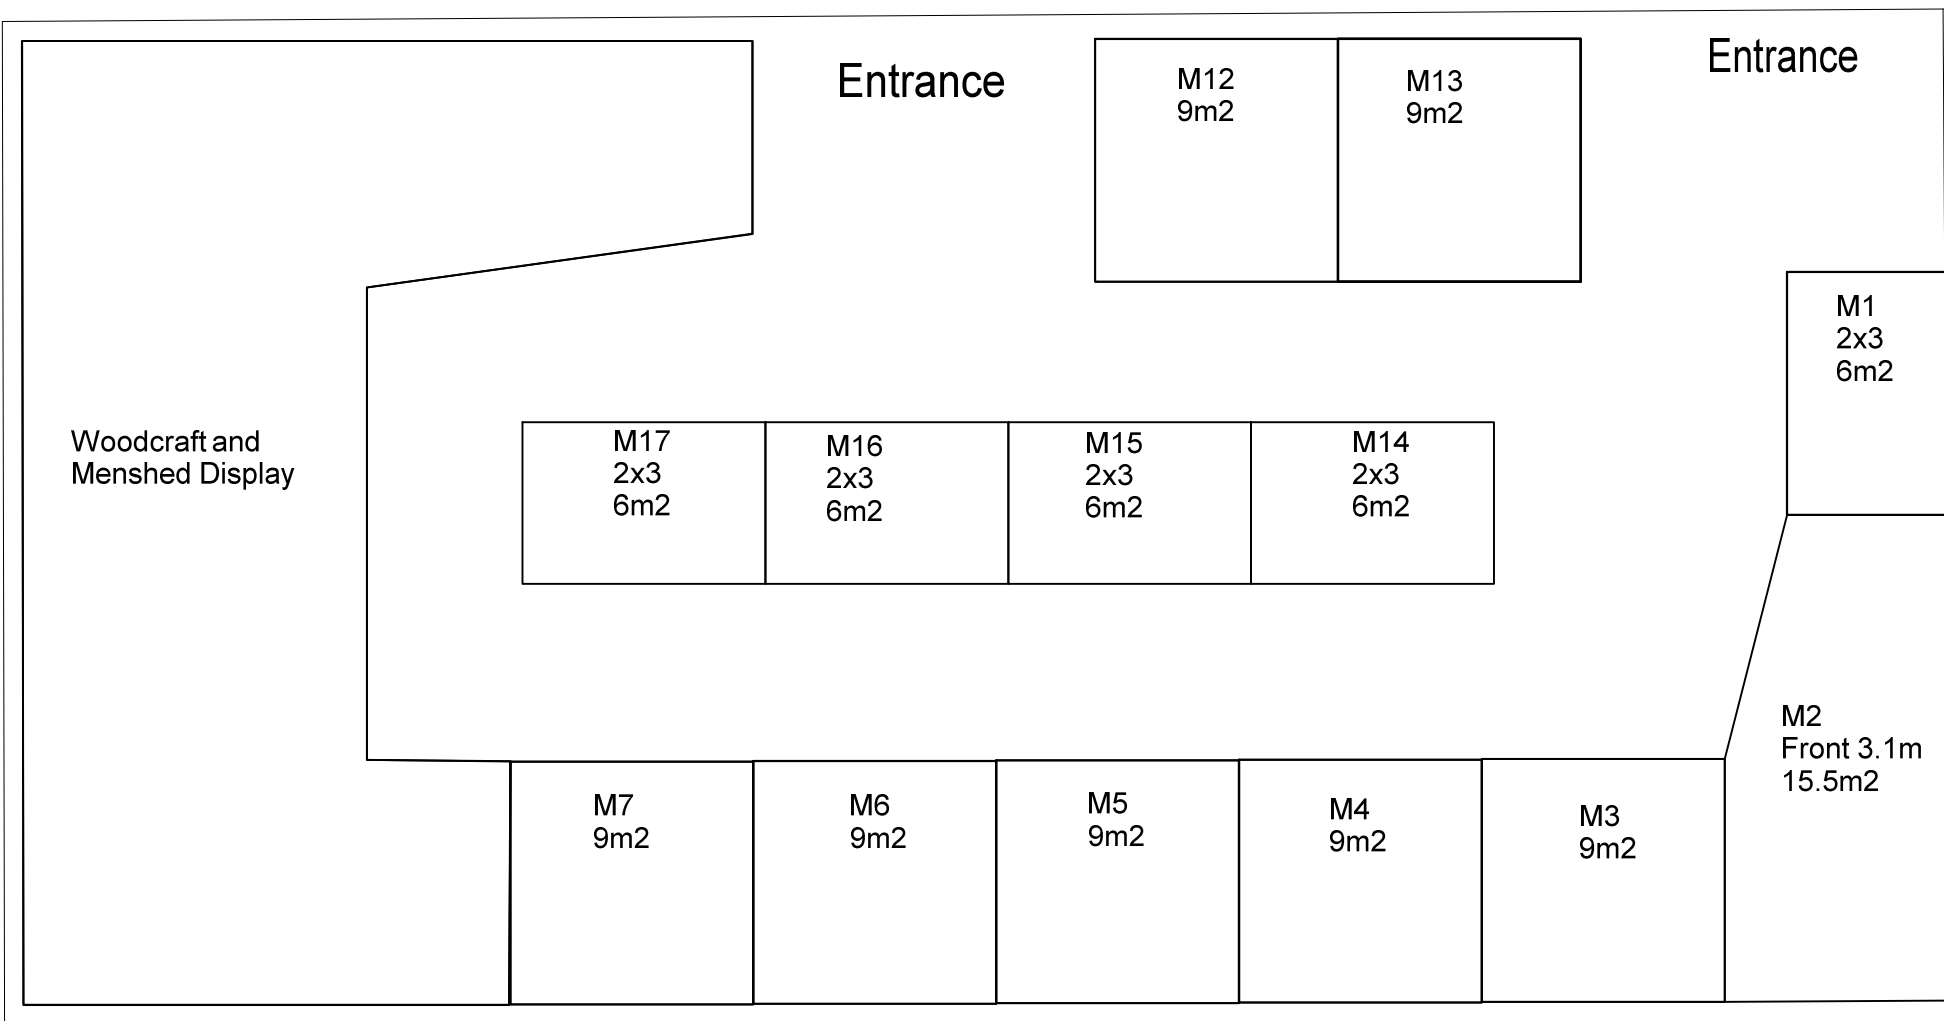 Entrance
M12
9m2
M13
9m2
Entrance
M1
2x3
6m2
Woodcraft and
Menshed Display
M17
2x3
6m2
M16
2x3
6m2
M15
2x3
6m2
M14
2x3
6m2
M2
Front 3.1m
15.5m2
M7
9m2
M6
9m2
M5
9m2
M4
9m2
M3
9m2